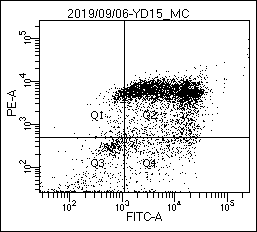 2019/09/06-YD15_MC
PE-A
10⁵
10⁴
10³
10²
Q1
Q2
Q3
Q4
10² 10³ 10⁴ 10⁵
FITC-A